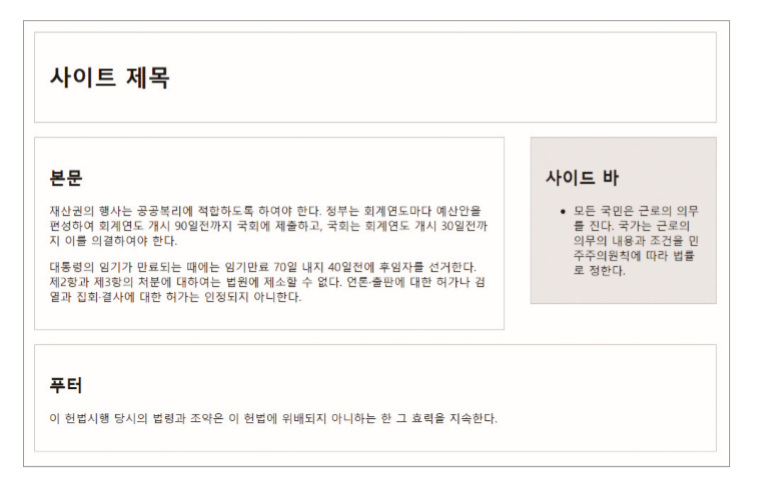 사이트 제목
본문
재산권의 행사는 공공복리에 적합하도록 하여야 한다. 정부는 회계연도마다 예산안을
편성하여 회계연도 개시 90일전까지 국회에 제출하고, 국회는 회계연도 개시 30일전까
지 이를 의결하여야 한다.
대통령의 임기가 만료되는 때에는 임기만료 70일 내지 40일전에 후임자를 선거한다.
제2항과 제3항의 처분에 대하여는 법원에 제소할 수 없다. 언론·출판에 대한 허가나 검
열과 집회·결사에 대한 허가는 인정되지 아니한다.
사이드 바
• 모든 국민은 근로의 의무
를 진다. 국가는 근로의
의무의 내용과 조건을 민
주주의원칙에 따라 법률
로 정한다.
푸터
이 헌법시행 당시의 법령과 조약은 이 헌법에 위배되지 아니하는 한 그 효력을 지속한다.